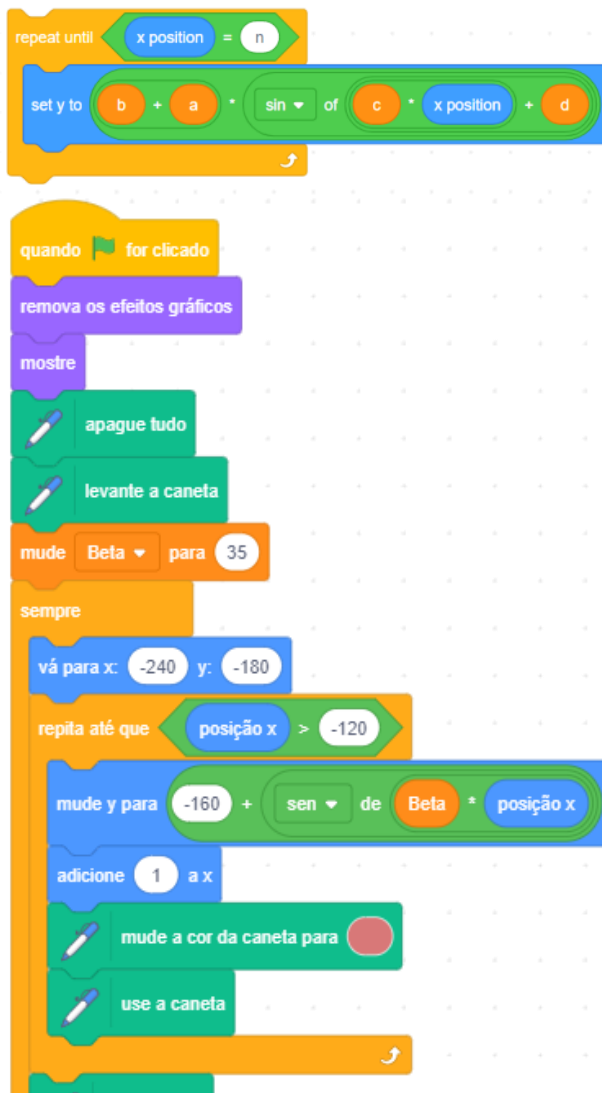 repeat until x position = n
set y to b + a * sin of c * x position + d
quando for clicado
remova os efeitos gráficos
mostre
apague tudo
levante a caneta
mude Beta para 35
sempre
vá para x: -240 y: -180
repita até que posição x > -120
mude y para -160 + sen de Beta * posição x
adicione 1 a x
mude a cor da caneta para
use a caneta